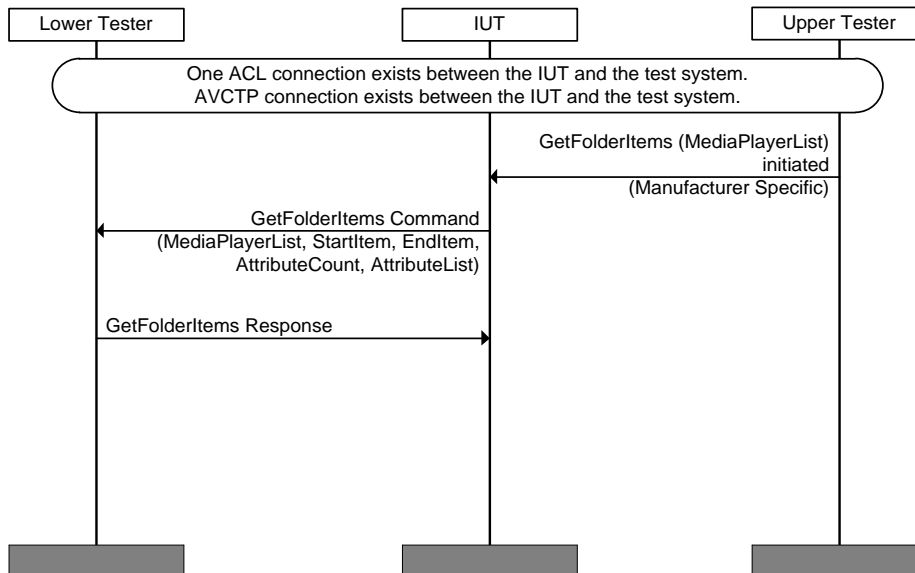 Lower Tester
IUT
Upper Tester
One ACL connection exists between the IUT and the test system.
AVCTP connection exists between the IUT and the test system.
GetFolderItems (MediaPlayerList)
initiated
(Manufacturer Specific)
GetFolderItems Command
(MediaPlayerList, StartItem, EndItem,
AttributeCount, AttributeList)
GetFolderItems Response